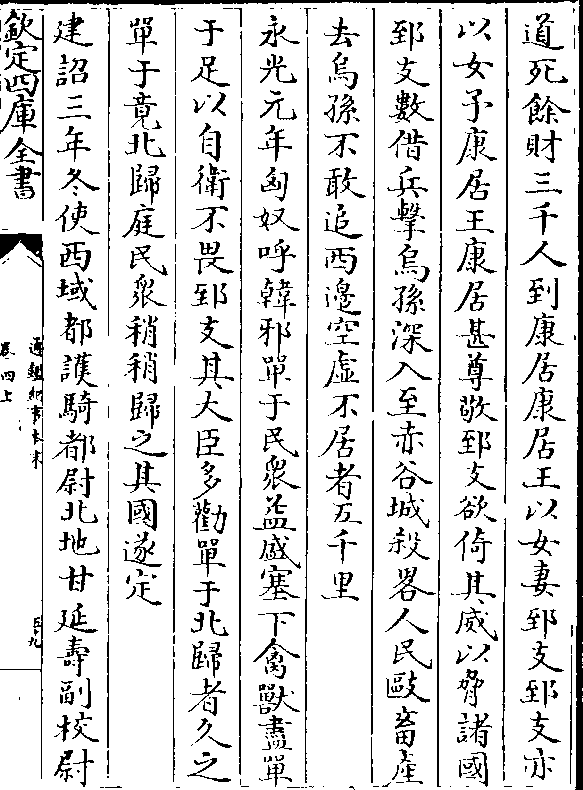 道死餘財三千人到康居康居王以女妻郅支郅支亦
以女予康居王康居甚尊敬郅支欲倚其威以脅諸國
郅支數借兵擊烏孫深入至赤谷城殺畧人民敺畜產
去烏孫不敢追西邊空虛不居者五千里
永光元年匈奴呼韓邪單于民衆益盛塞下禽獸盡單
于足以自衛不畏郅支其大臣多勸單于北歸者久之
單于竟北歸庭民衆稍稍歸之其國遂定
建詔三年冬使西域都護騎都尉北地甘延壽副校尉
欽定四庫全書
通鑑紀事本末
卷四上
五十九